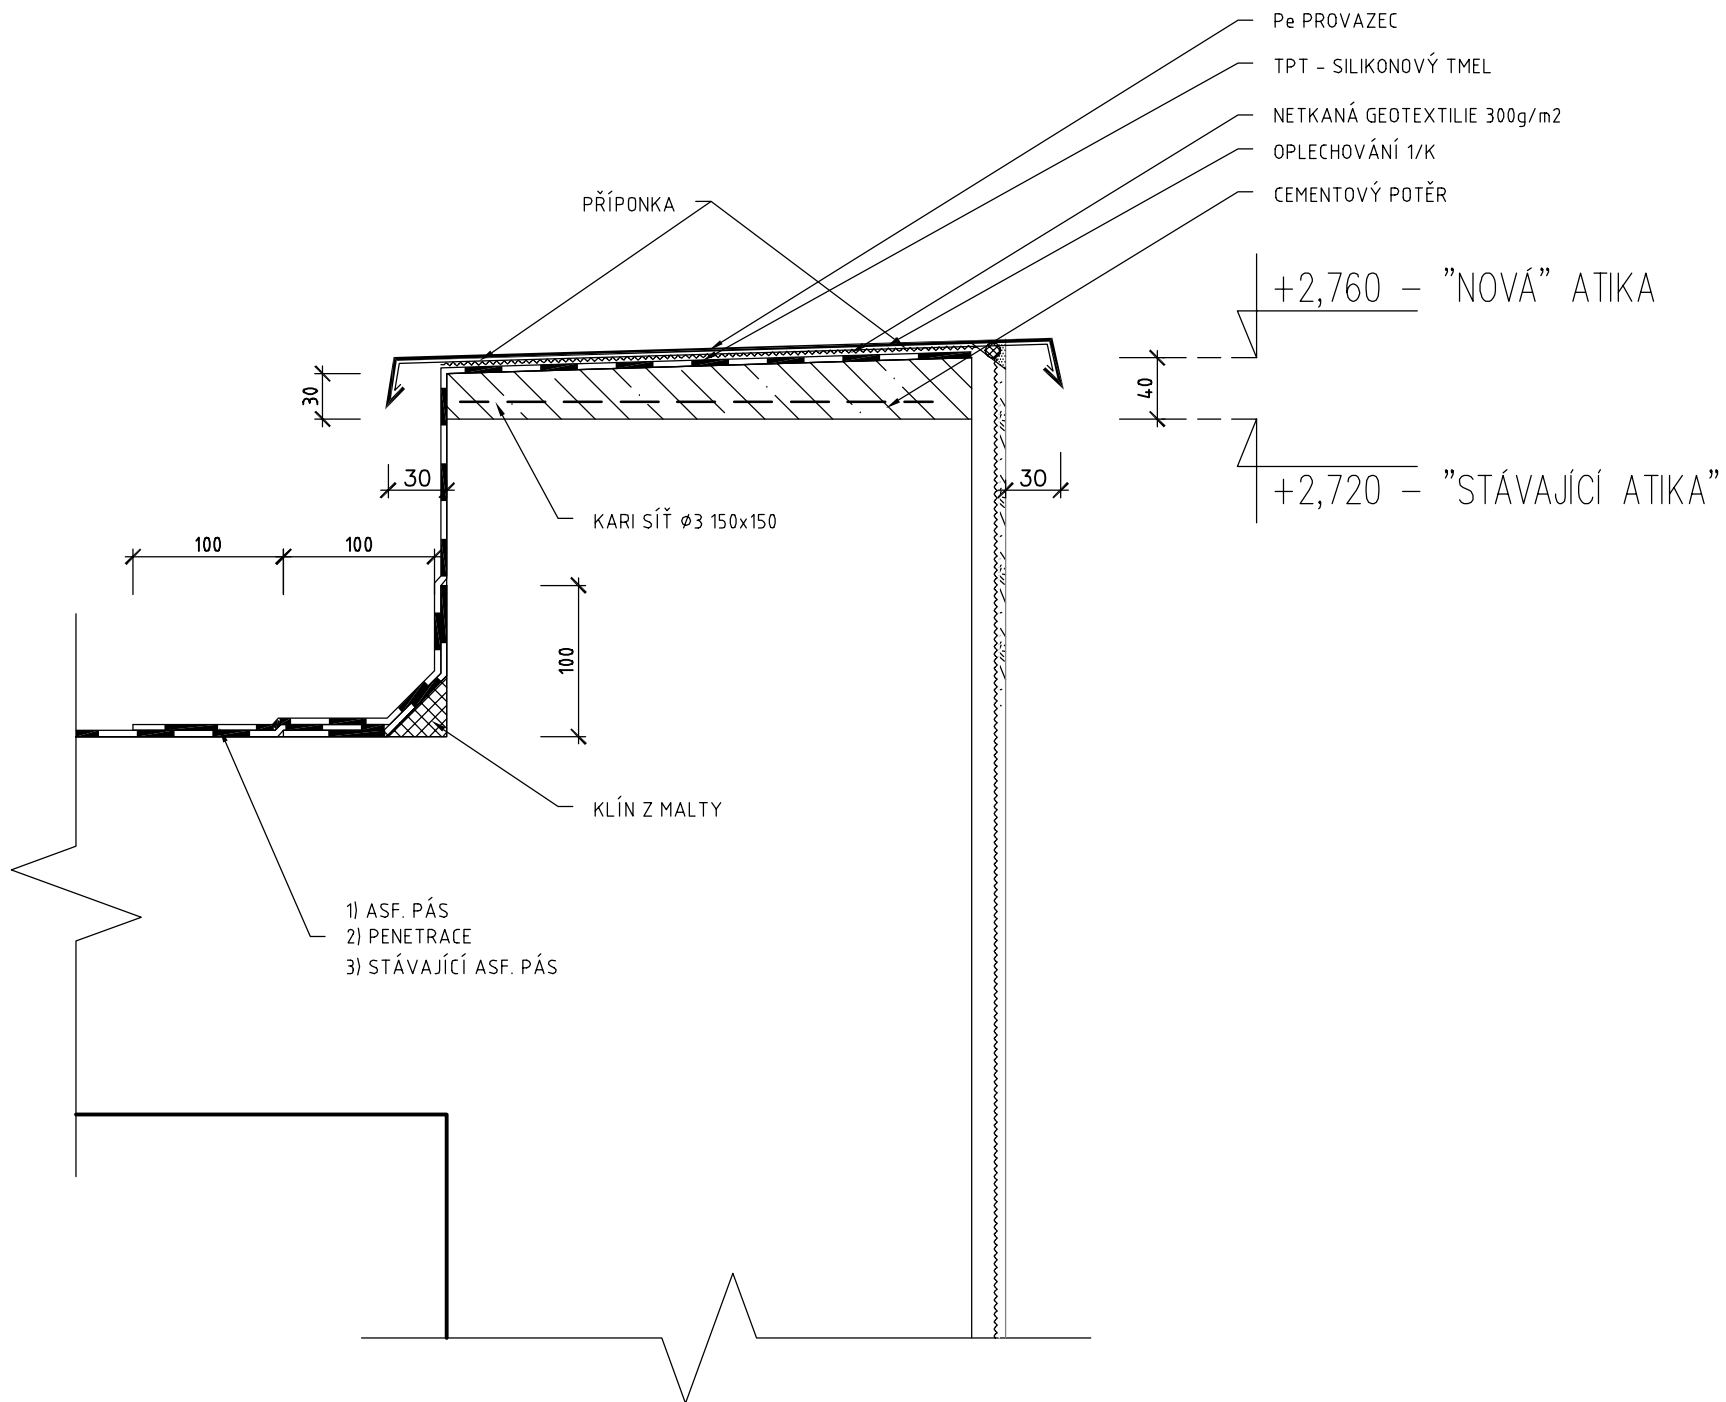 Pe PROVAZEC
TPT - SILIKONOVÝ TMEL
NETKANÁ GEOTEXTILIE 300g/m2
OPLECHOVÁNÍ 1/K
CEMENTOVÝ POTĚR
PŘÍPONKA
+2,760 - "NOVÁ" ATIKA
30
40
30
30
+2,720 - "STÁVAJÍCÍ ATIKA"
KARI SÍŤ Ø3 150x150
100
100
100
KLÍN Z MALTY
1) ASF. PÁS
2) PENETRACE
3) STÁVAJÍCÍ ASF. PÁS